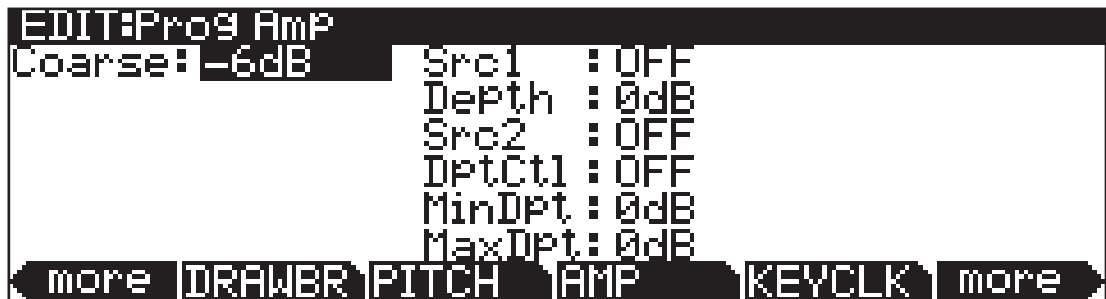 EDIT:Prog Amp
Coarse: -6dB Src1 : OFF
Depth : 0dB
Src2 : OFF
DptCtl : OFF
MinDpt : 0dB
MaxDpt: 0dB
more DRAWBR PITCH AMP KEYCLK more